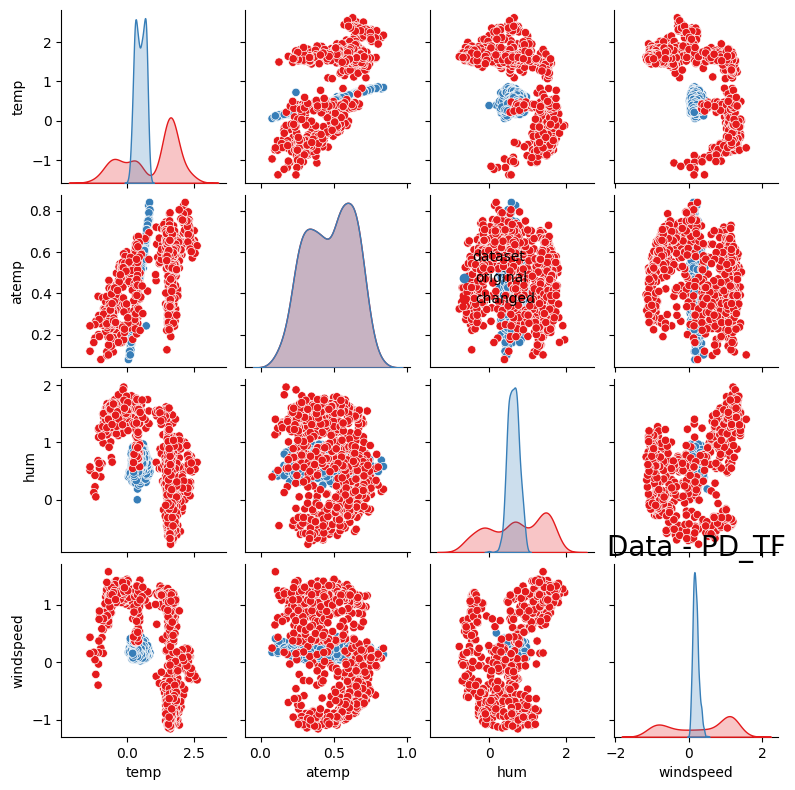 temp
2
1
0
−1
atemp
0.8
0.6
0.4
0.2
dataset
original
changed
hum
2
1
0
Data - PD_TF
windspeed
1
0
−1
0.0 2.5
0.0 0.5 1.0
0 2
−2 0 2
temp
atemp
hum
windspeed